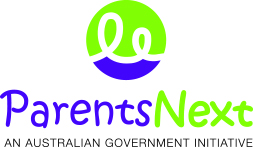 ParentsNext
AN AUSTRALIAN GOVERNMENT INITIATIVE